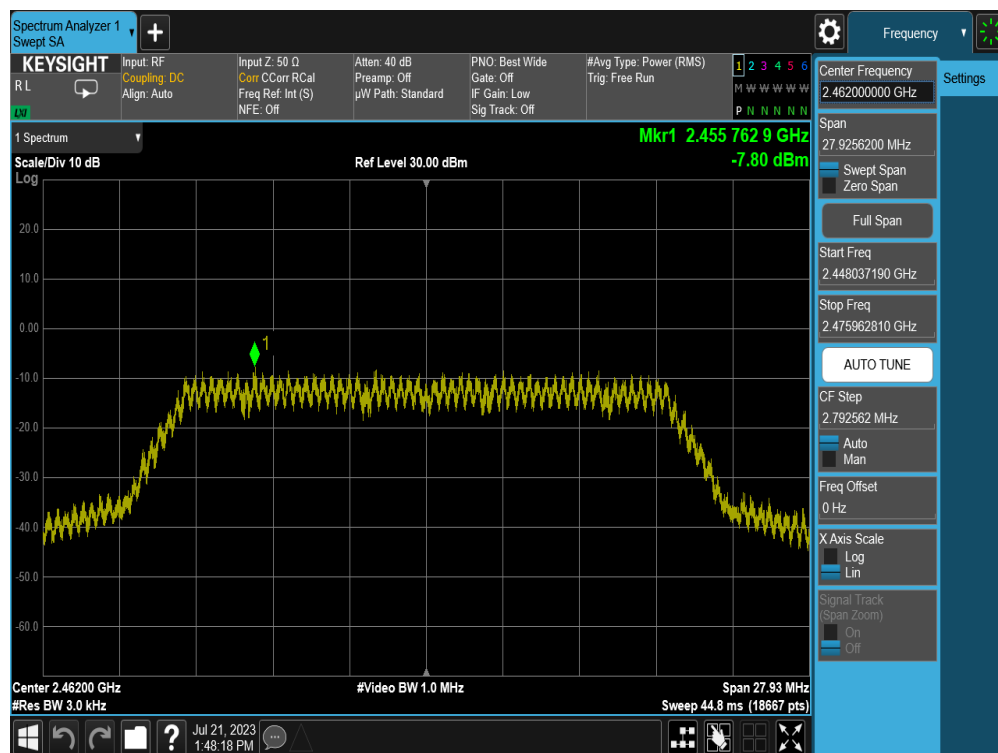 Spectrum Analyzer 1
Swept SA
+
Frequency
KEYSIGHT
R L
LXI
Input: RF
Coupling: DC
Align: Auto
Input Z: 50 Ω
Corr CCorr RCal
Freq Ref: Int (S)
NFE: Off
Atten: 40 dB
Preamp: Off
µW Path: Standard
PNO: Best Wide
Gate: Off
IF Gain: Low
Sig Track: Off
#Avg Type: Power (RMS)
Trig: Free Run
1 2 3 4 5 6
M W W W W W
P N N N N N
1 Spectrum
Mkr1 2.455 762 9 GHz
Scale/Div 10 dB
Ref Level 30.00 dBm
-7.80 dBm
Log
20.0
10.0
0.00
-10.0
-20.0
-30.0
-40.0
-50.0
-60.0
1
Center 2.46200 GHz
#Video BW 1.0 MHz
Span 27.93 MHz
#Res BW 3.0 kHz
Sweep 44.8 ms (18667 pts)
Center Frequency
2.462000000 GHz
Settings
Span
27.9256200 MHz
Swept Span
Zero Span
Full Span
Start Freq
2.448037190 GHz
Stop Freq
2.475962810 GHz
AUTO TUNE
CF Step
2.792562 MHz
Auto
Man
Freq Offset
0 Hz
X Axis Scale
Log
Lin
Signal Track
(Span Zoom)
On
Off
?
Jul 21, 2023
1:48:18 PM